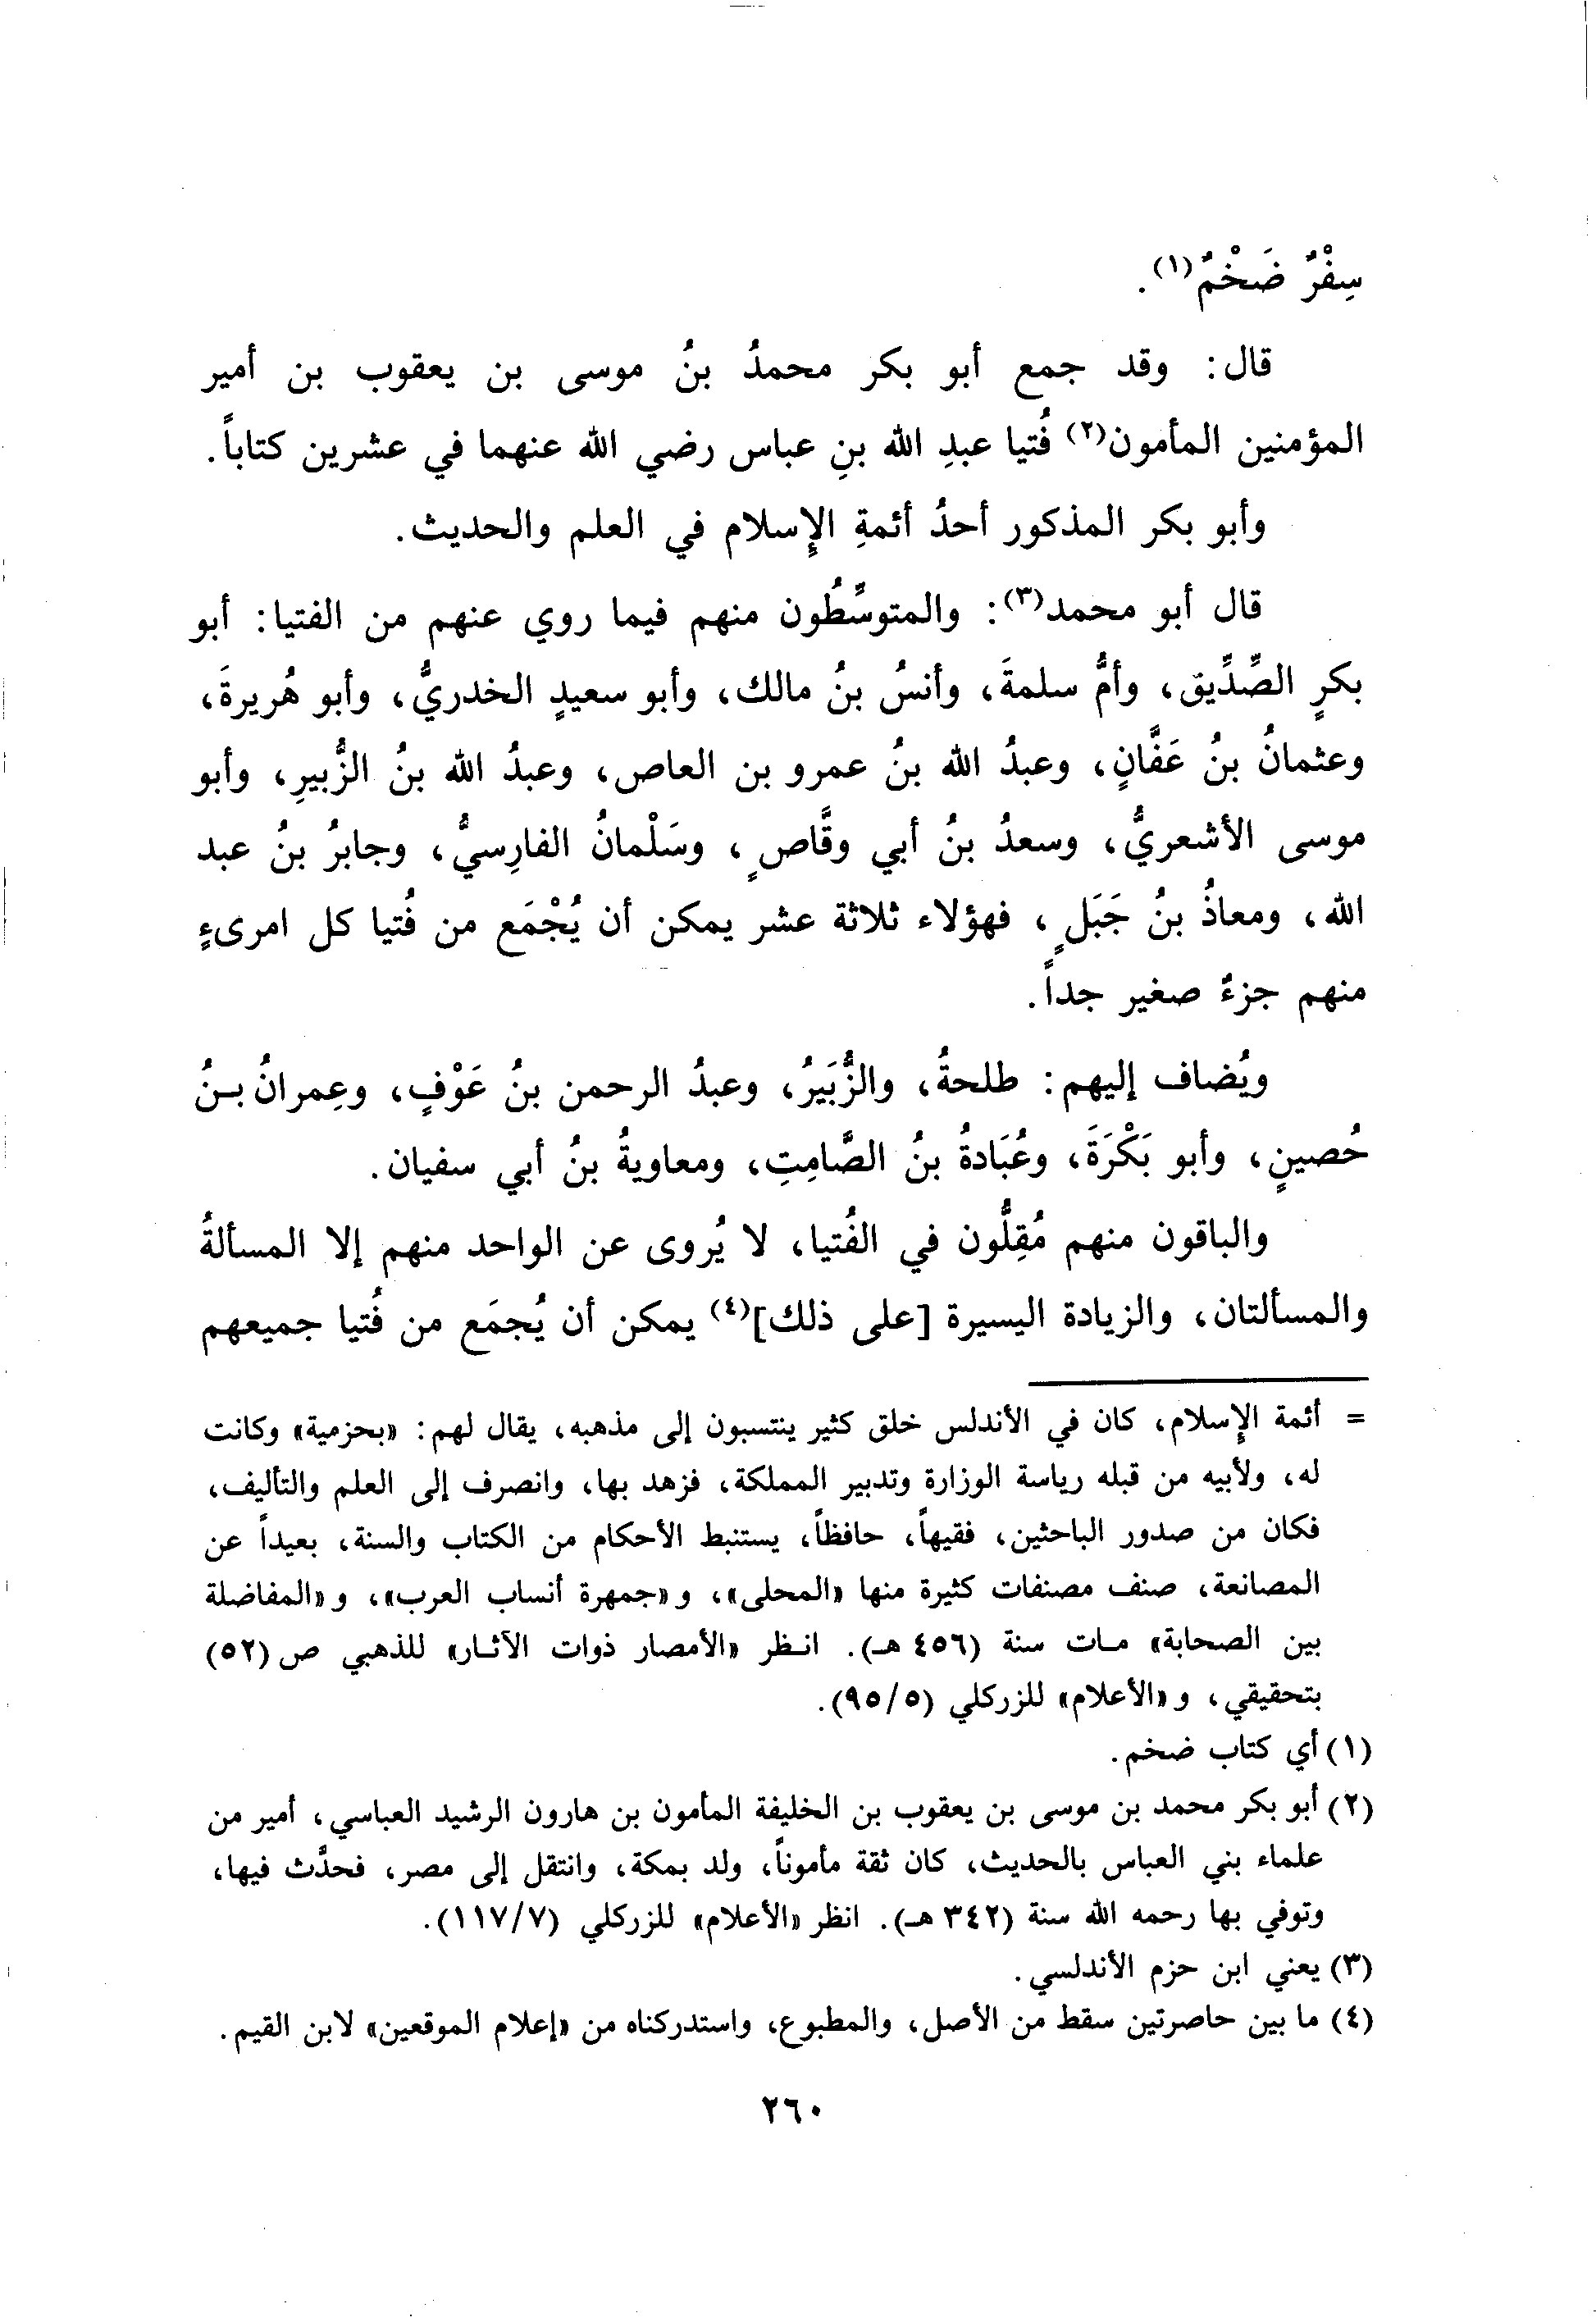 سِفْرٌ ضَخْمٌ(١).
قال: وقد جمع أبو بكر محمدُ بنُ موسى بن يعقوب بن أمير
المؤمنين المأمون(٢) فُتيا عبدِ الله بنِ عباس رضي الله عنهما في عشرين كتاباً.
وأبو بكر المذكور أحدُ أئمةِ الإسلام في العلم والحديث.
قال أبو محمد(٣): والمتوسِّطُون منهم فيما روي عنهم من الفتيا: أبو
بكرٍ الصِّدِّيق، وأمُّ سلمةَ، وأنسُ بنُ مالك، وأبو سعيدٍ الخدريُّ، وأبو هُريرةَ،
وعثمانُ بنُ عَفَّانٍ، وعبدُ الله بنُ عمرو بن العاص، وعبدُ الله بنُ الزُّبيرِ، وأبو
موسى الأشعريُّ، وسعدُ بنُ أبي وقَّاصٍ، وسَلْمانُ الفارِسيُّ، وجابرُ بنُ عبد
الله، ومعاذُ بنُ جَبَلٍ، فهؤلاء ثلاثة عشر يمكن أن يُجْمَع من فُتيا كل امرىءٍ
منهم جزءٌ صغير جداً.
ويُضاف إليهم: طلحةُ، والزُّبَيرُ، وعبدُ الرحمن بنُ عَوْفٍ، وعِمرانُ بـنُ
حُصينٍ، وأبو بَكْرَةَ، وعُبَادةُ بنُ الصَّامِتِ، ومعاويةُ بنُ أبي سفيان.
والباقون منهم مُقِلُّون في الفُتيا، لا يُروى عن الواحد منهم إلا المسألةُ
والمسألتان، والزيادة اليسيرة [على ذلك](٤) يمكن أن يُجمَع من فُتيا جميعهم
= أئمة الإسلام، كان في الأندلس خلق كثير ينتسبون إلى مذهبه، يقال لهم: «بحزمية» وكانت
له، ولأبيه من قبله رياسة الوزارة وتدبير المملكة، فزهد بها، وانصرف إلى العلم والتأليف،
فكان من صدور الباحثين، فقيهاً، حافظاً، يستنبط الأحكام من الكتاب والسنة، بعيداً عن
المصانعة، صنف مصنفات كثيرة منها «المحلى»، و«جمهرة أنساب العرب»، و«المفاضلة
بين الصحابة» مـات سنة (٤٥٦ هـ). انـظر «الأمصار ذوات الآثـار» للذهبي ص (٥٢)
بتحقيقي، و«الأعلام» للزركلي (٩٥/٥).
(١) أي كتاب ضخم.
(٢) أبو بكر محمد بن موسى بن يعقوب بن الخليفة المأمون بن هارون الرشيد العباسي، أمير من
علماء بني العباس بالحديث، كان ثقة مأموناً، ولد بمكة، وانتقل إلى مصر، فحدَّث فيها،
وتوفي بها رحمه الله سنة (٣٤٢ هـ). انظر «الأعلام» للزركلي (١١٧/٧).
(٣) يعني ابن حزم الأندلسي.
(٤) ما بين حاصرتين سقط من الأصل، والمطبوع، واستدركناه من «إعلام الموقعين» لابن القيم.
٢٦٠